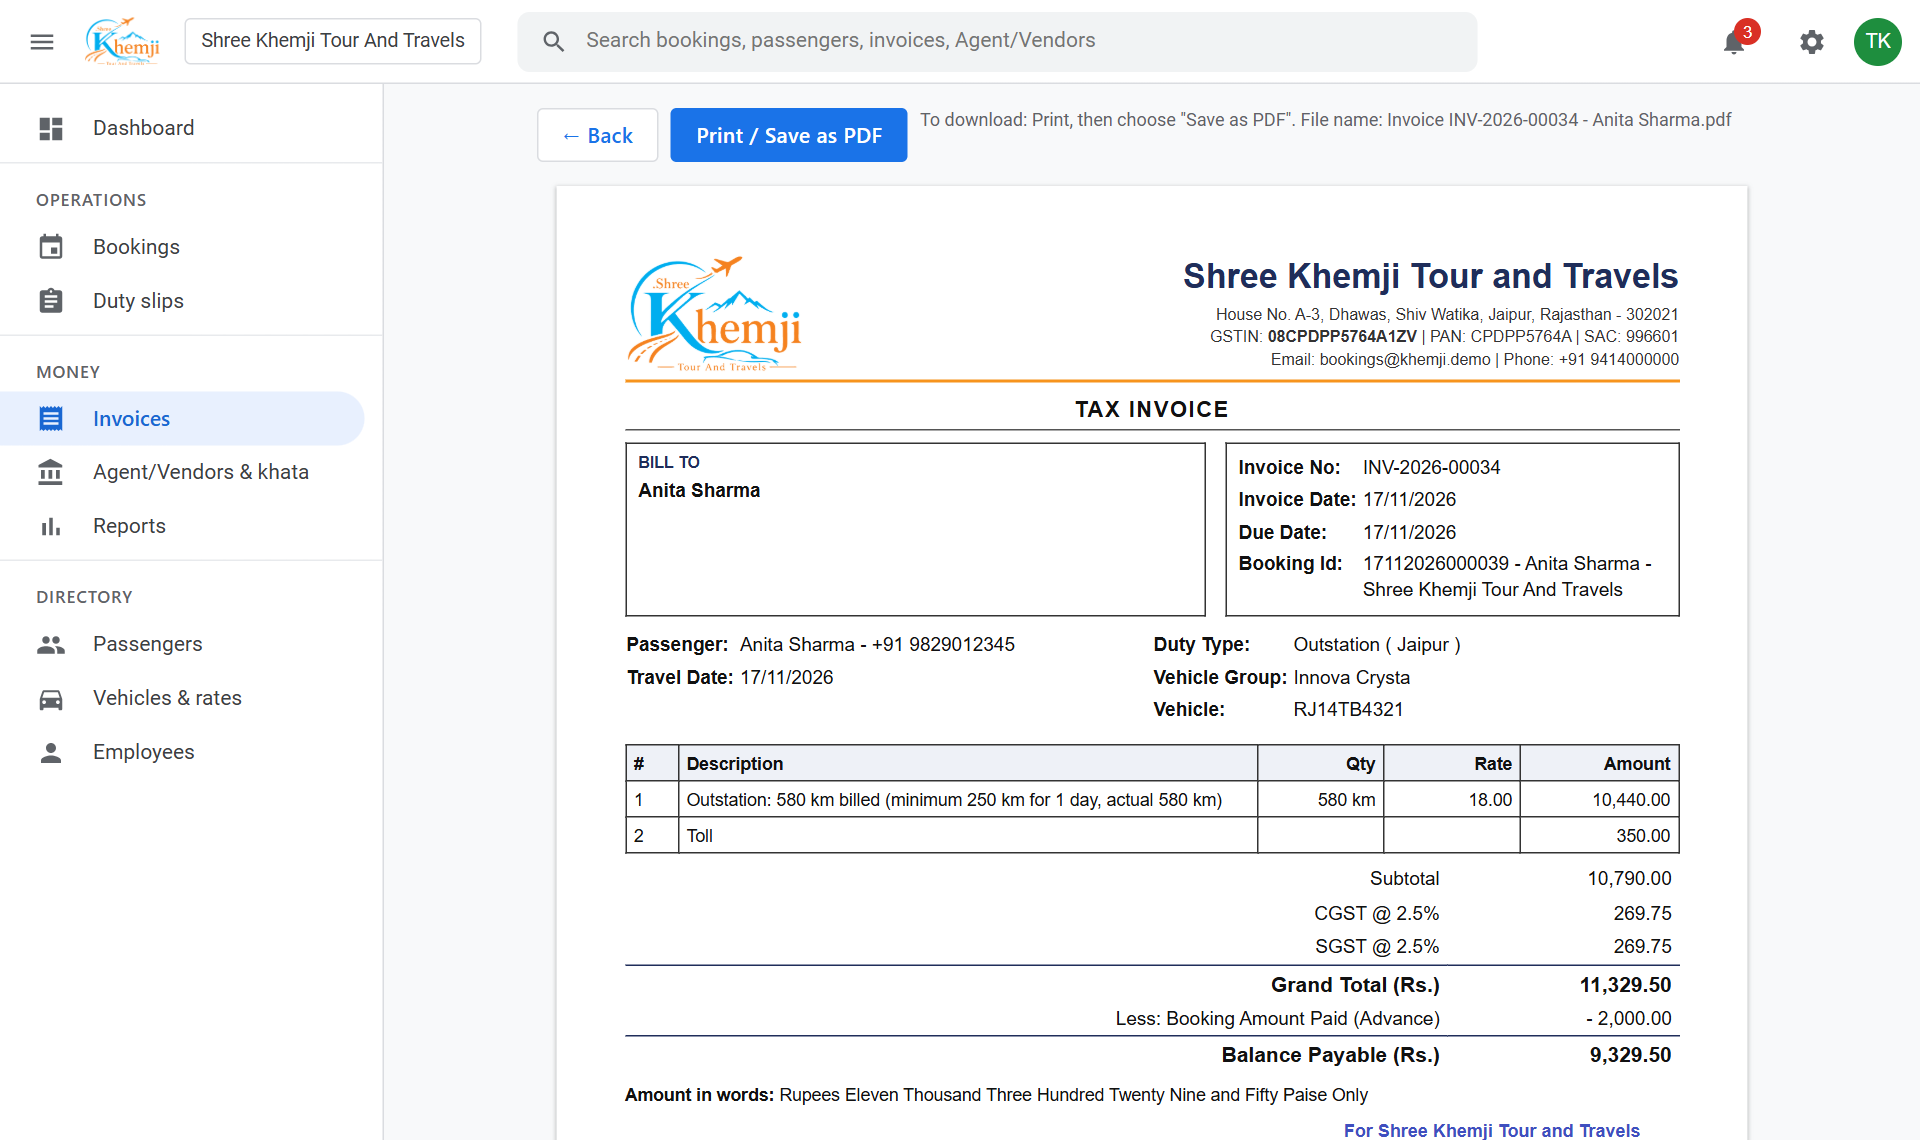 Shree
Khemji
Tour And Travels
Shree Khemji Tour And Travels
Search bookings, passengers, invoices, Agent/Vendors
3
TK
Dashboard
OPERATIONS
Bookings
Duty slips
MONEY
Invoices
Agent/Vendors & khata
Reports
DIRECTORY
Passengers
Vehicles & rates
Employees
← Back
Print / Save as PDF
To download: Print, then choose "Save as PDF". File name: Invoice INV-2026-00034 - Anita Sharma.pdf
.Shree
Khemji
Tour And Travels
Shree Khemji Tour and Travels
House No. A-3, Dhawas, Shiv Watika, Jaipur, Rajasthan - 302021
GSTIN: 08CPDPP5764A1ZV | PAN: CPDPP5764A | SAC: 996601
Email: bookings@khemji.demo | Phone: +91 9414000000
TAX INVOICE
BILL TO
Anita Sharma
Invoice No: INV-2026-00034
Invoice Date: 17/11/2026
Due Date: 17/11/2026
Booking Id: 17112026000039 - Anita Sharma -
Shree Khemji Tour And Travels
Passenger: Anita Sharma - +91 9829012345
Travel Date: 17/11/2026
Duty Type: Outstation ( Jaipur )
Vehicle Group: Innova Crysta
Vehicle: RJ14TB4321
# Description Qty Rate Amount
1 Outstation: 580 km billed (minimum 250 km for 1 day, actual 580 km) 580 km 18.00 10,440.00
2 Toll 350.00
Subtotal 10,790.00
CGST @ 2.5% 269.75
SGST @ 2.5% 269.75
Grand Total (Rs.) 11,329.50
Less: Booking Amount Paid (Advance) - 2,000.00
Balance Payable (Rs.) 9,329.50
Amount in words: Rupees Eleven Thousand Three Hundred Twenty Nine and Fifty Paise Only
For Shree Khemji Tour and Travels